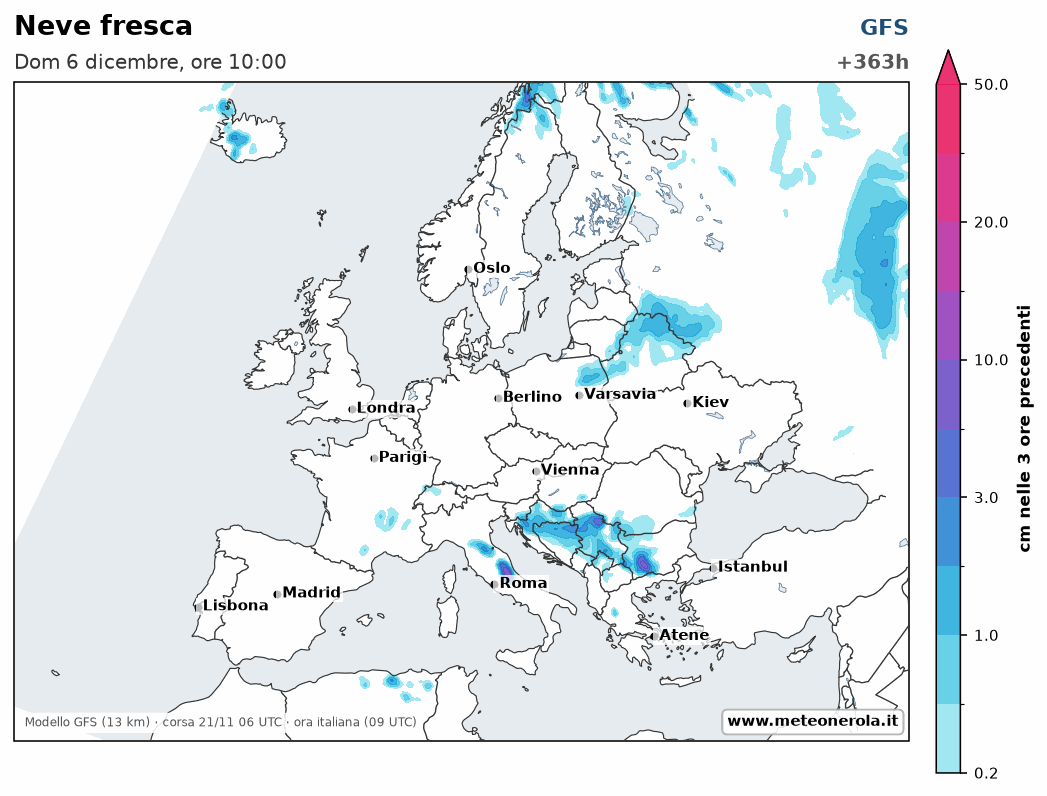 Neve fresca
GFS
Dom 6 dicembre, ore 10:00
+363h
50.0
20.0
10.0
3.0
1.0
0.2
cm nelle 3 ore precedenti
Oslo
Berlino
Varsavia
Kiev
Londra
Parigi
Vienna
Istanbul
Roma
Madrid
Lisbona
Atene
Modello GFS (13 km) · corsa 21/11 06 UTC · ora italiana (09 UTC)
www.meteonerola.it